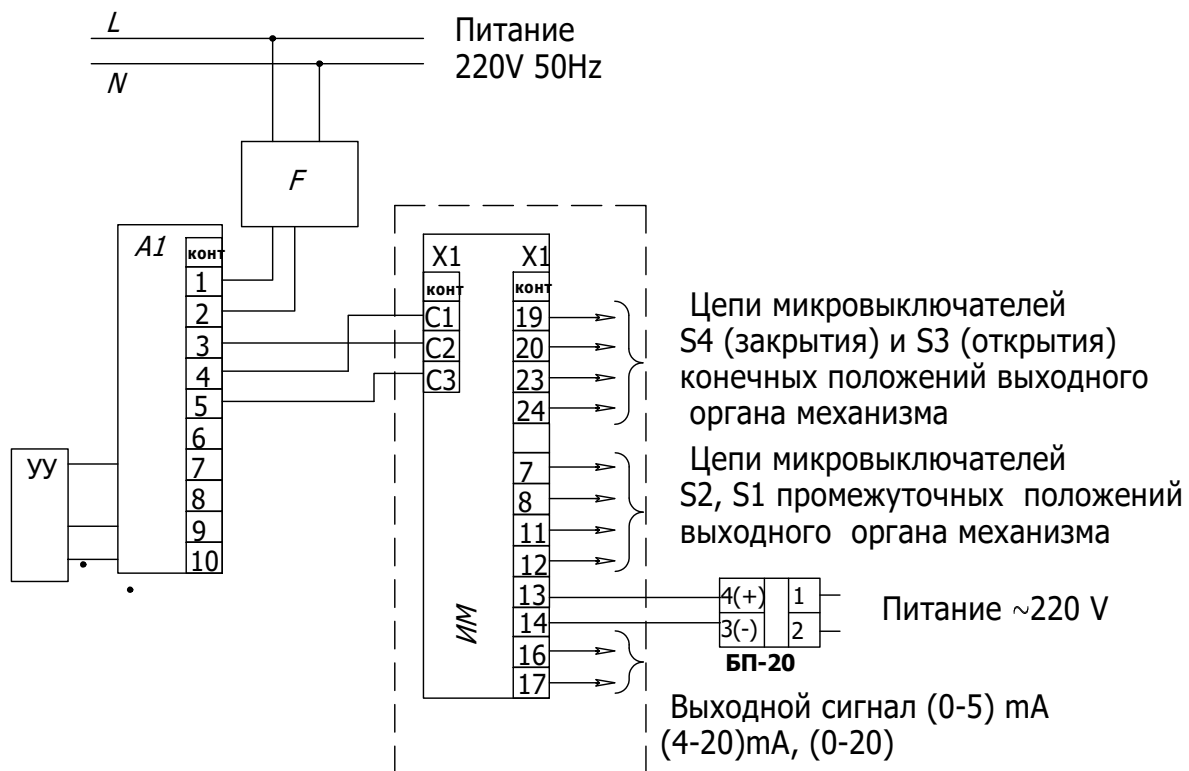 L
Питание
N
220V 50Hz
F
A1
конт
1
2
3
4
5
6
7
8
9
10
УУ
X1
X1
конт
конт
C1
C2
C3
19
20
23
24
7
8
11
12
13
14
16
17
ИМ
Цепи микровыключателей
S4 (закрытия) и S3 (открытия)
конечных положений выходного
органа механизма
Цепи микровыключателей
S2, S1 промежуточных положений
выходного органа механизма
4(+)
1
3(-)
2
БП-20
Питание ~220 V
Выходной сигнал (0-5) mA
(4-20)mA, (0-20)